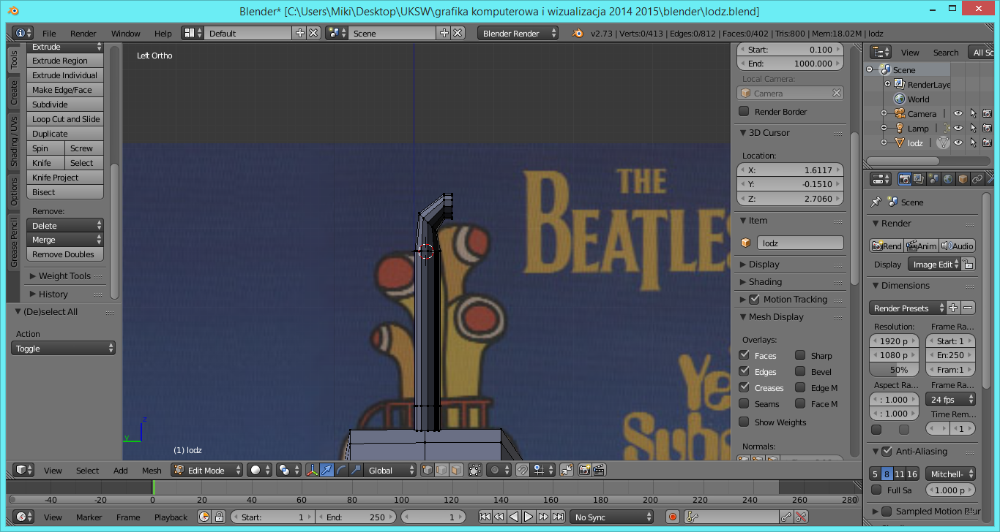 Blender* [C:\Users\Miki\Desktop\UKSW\grafika komputerowa i wizualizacja 2014 2015\blender\lodz.blend]
File Render Window Help Default Scene Blender Render v2.73 | Verts:0/413 | Edges:0/812 | Faces:0/402 | Tris:800 | Mem:18.02M | lodz
Tools
Create
Shading / UVs
Options
Grease Pencil
Extrude
Extrude Region
Extrude Individual
Make Edge/Face
Subdivide
Loop Cut and Slide
Duplicate
Spin Screw
Knife Select
Knife Project
Bisect
Remove:
Delete
Merge
Remove Doubles
Weight Tools
History
(De)select All
Action
Toggle
Left Ortho
THE
BEATLES
Ye
Sub
z
y
(1) lodz
Start: 0.100
End: 1000.000
Local Camera:
Camera
Render Border
3D Cursor
Location:
X: 1.6117
Y: -0.1510
Z: 2.7060
Item
lodz
Display
Shading
Motion Tracking
Mesh Display
Overlays:
Faces Sharp
Edges Bevel
Creases Edge M
Seams Face M
Show Weights
Normals:
View Search All Sc
Scene
RenderLaye
World
Camera
Lamp
lodz
Scene
Render
Rend Anim Audio
Display Image Edit
Dimensions
Render Presets
Resolution: Frame Ra...
1920 p Start: 1
1080 p En:250
50% Fram:1
Aspect Ra... Frame Ra...
: 1.000 24 fps
: 1.000 Time Rem...
1
Anti-Aliasing
5 8 11 16 Mitchell-
Full Sa 1.000 p
Sampled Motion Blur
View Select Add Mesh Edit Mode Global
-40 -20 0 20 40 60 80 100 120 140 160 180 200 220 240 260 280
View Marker Frame Playback Start: 1 End: 250 1 No Sync